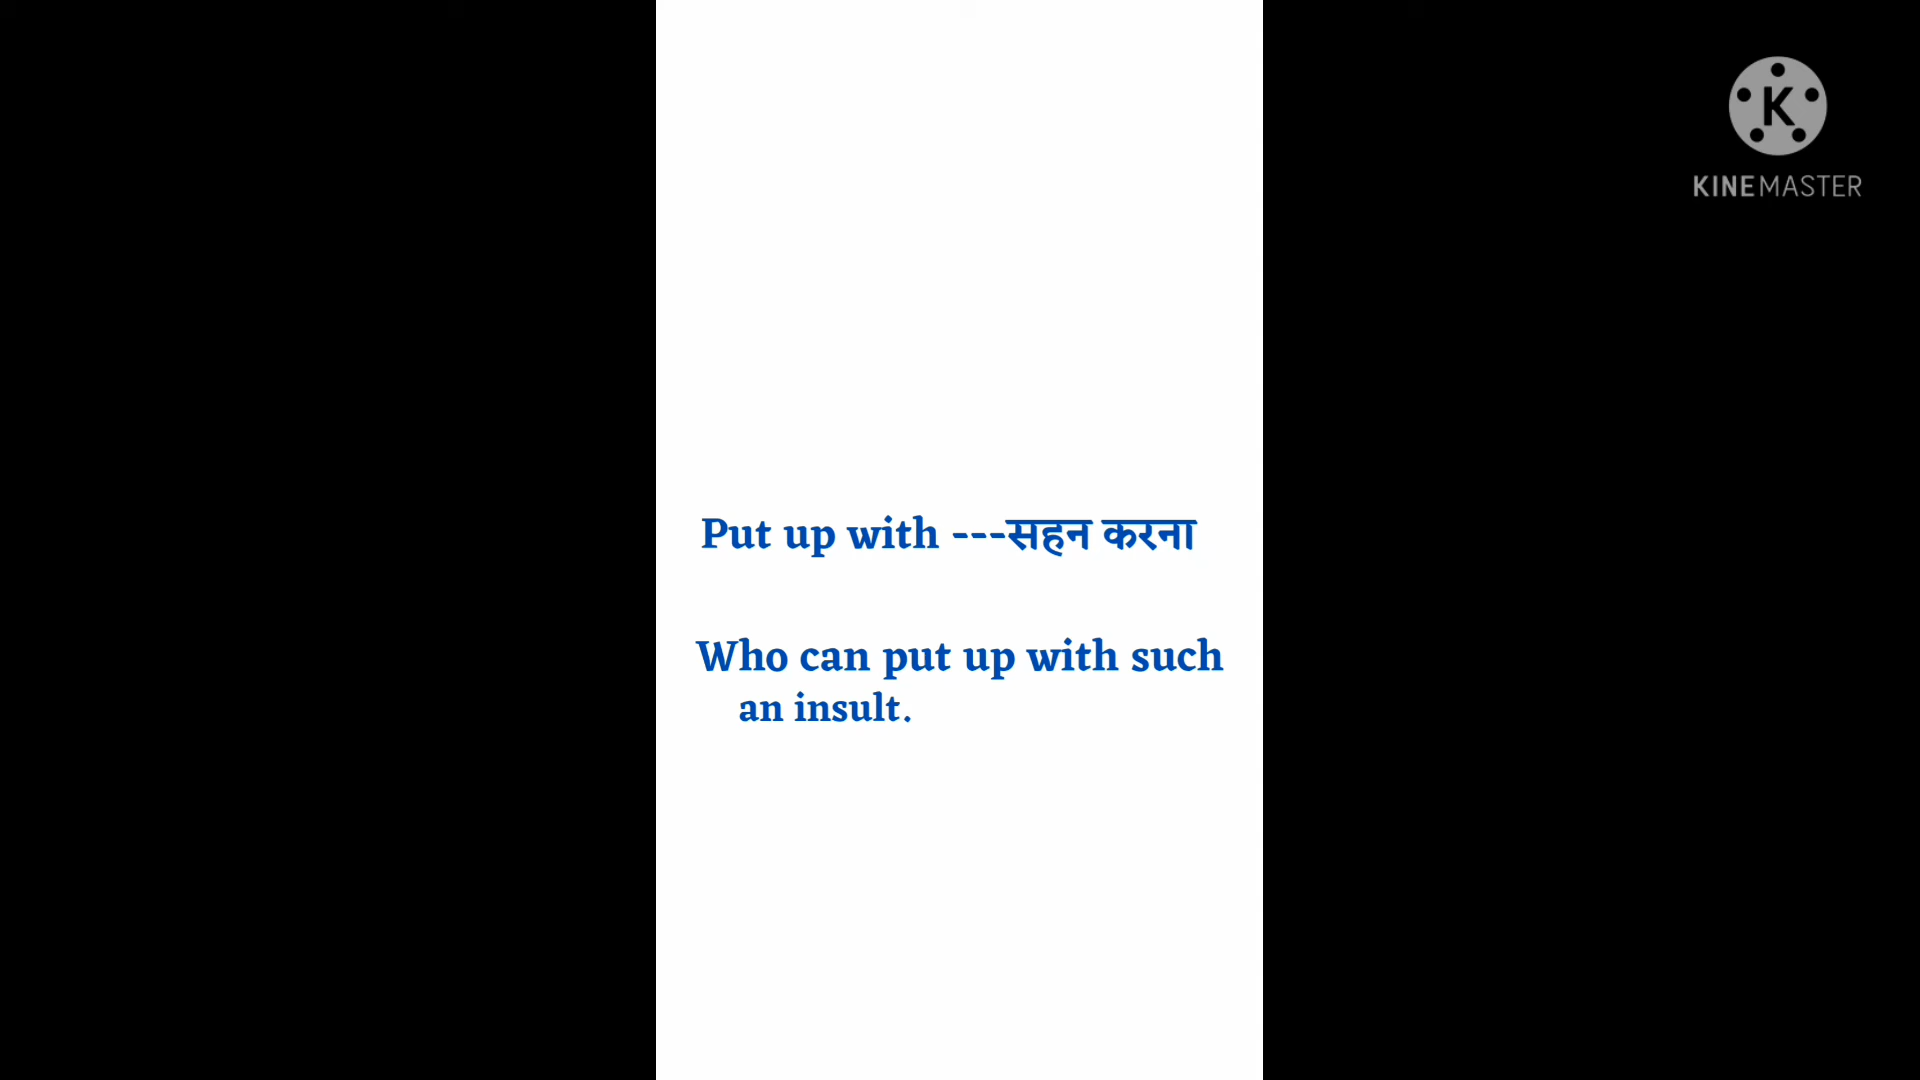 K
KINEMASTER
Put up with ---सहन करना
Who can put up with such
an insult.